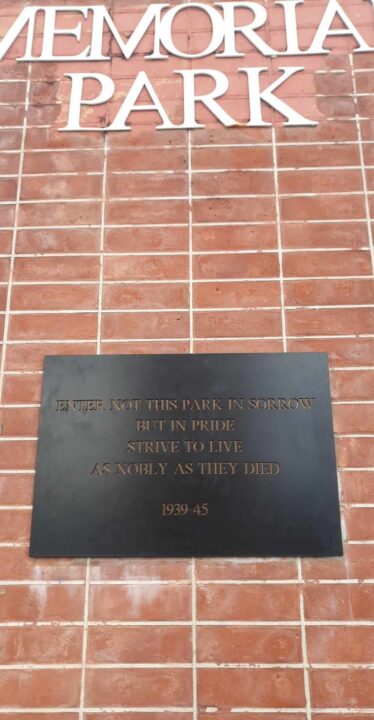 MEMORIAL
PARK
ENTER NOT THIS PARK IN SORROW
BUT IN PRIDE
STRIVE TO LIVE
AS NOBLY AS THEY DIED
1939-45